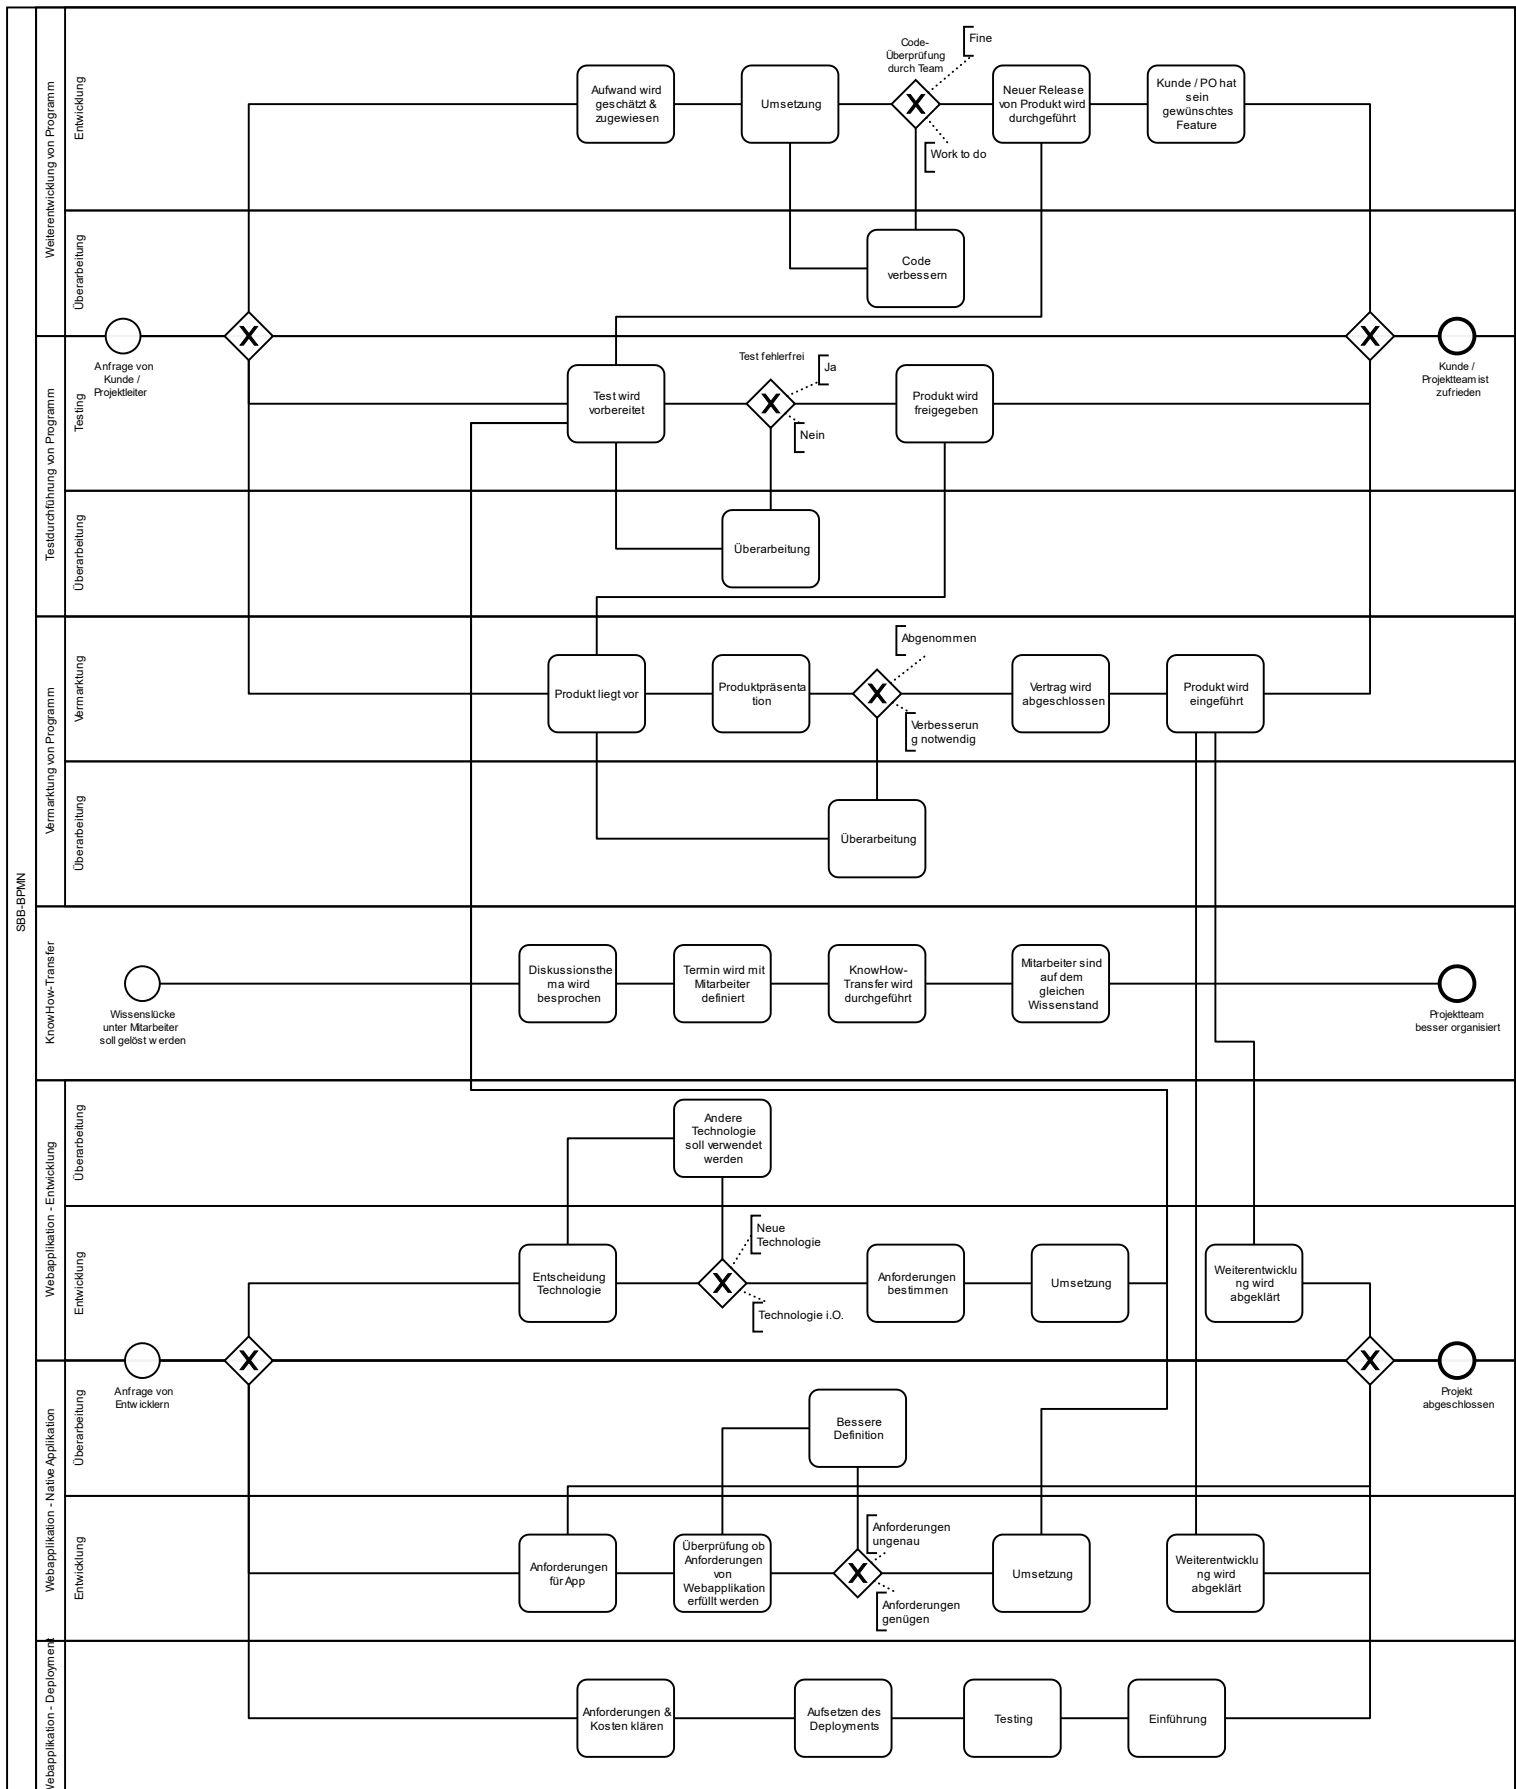 SBB-BPMN
Weiterentwicklung von Programm
Entwicklung
Aufwand wird
geschätzt &
zugewiesen
Umsetzung
Code-
Überprüfung
durch Team
Fine
Work to do
Neuer Release
von Produkt wird
durchgeführt
Kunde / PO hat
sein
gewünschtes
Feature
Überarbeitung
Code
verbessern
Anfrage von
Kunde /
Projektleiter
Kunde /
Projektteam ist
zufrieden
Testdurchführung von Programm
Testing
Test wird
vorbereitet
Test fehlerfrei
Ja
Nein
Produkt wird
freigegeben
Überarbeitung
Überarbeitung
Vermarktung von Programm
Vermarktung
Produkt liegt vor
Produktpräsenta
tion
Abgenommen
Verbesserun
g notwendig
Vertrag wird
abgeschlossen
Produkt wird
eingeführt
Überarbeitung
Überarbeitung
KnowHow-Transfer
Wissenslücke
unter Mitarbeiter
soll gelöst werden
Diskussionsthe
ma wird
besprochen
Termin wird mit
Mitarbeiter
definiert
KnowHow-
Transfer wird
durchgeführt
Mitarbeiter sind
auf dem
gleichen
Wissenstand
Projektteam
besser organisiert
Webapplikation - Entwicklung
Überarbeitung
Andere
Technologie
soll verwendet
werden
Entwicklung
Entscheidung
Technologie
Neue
Technologie
Technologie i.O.
Anforderungen
bestimmen
Umsetzung
Weiterentwicklu
ng wird
abgeklärt
Anfrage von
Entwicklern
Projekt
abgeschlossen
Webapplikation - Native Applikation
Überarbeitung
Bessere
Definition
Entwicklung
Anforderungen
für App
Überprüfung ob
Anforderungen
von
Webapplikation
erfüllt werden
Anforderungen
ungenau
Anforderungen
genügen
Umsetzung
Weiterentwicklu
ng wird
abgeklärt
Webapplikation - Deployment
Anforderungen &
Kosten klären
Aufsetzen des
Deployments
Testing
Einführung